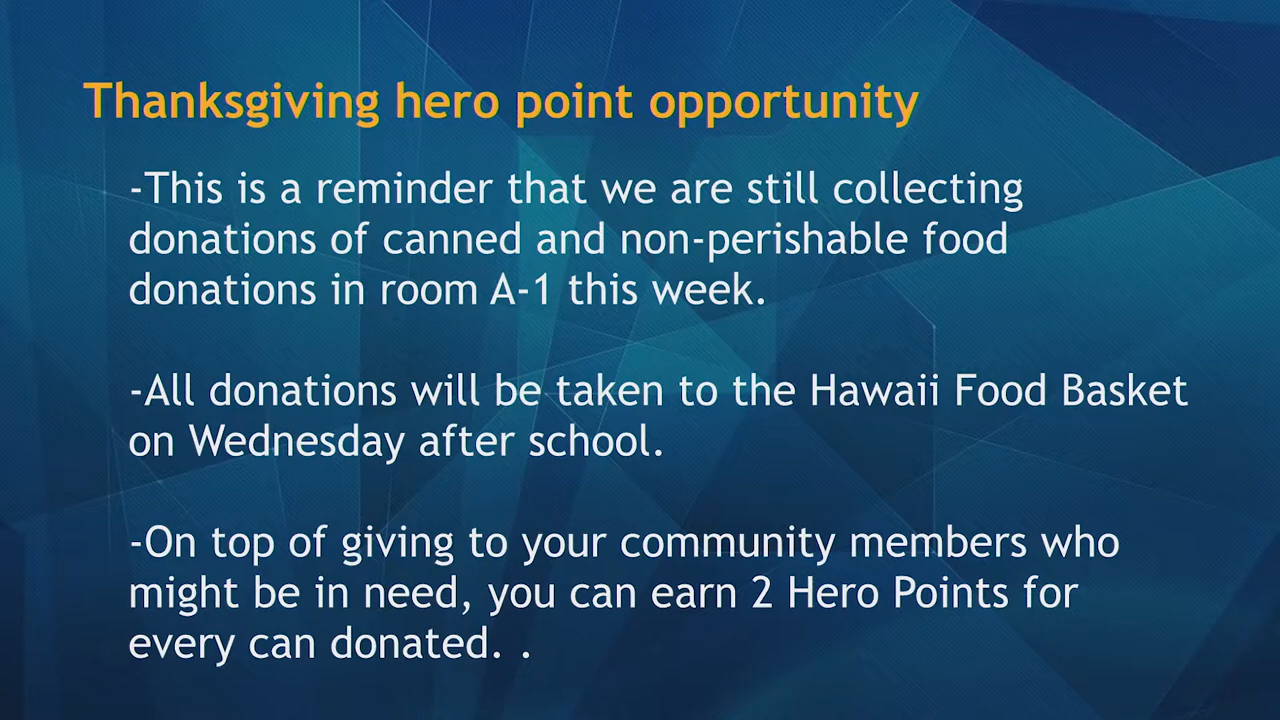 Thanksgiving hero point opportunity
-This is a reminder that we are still collecting
donations of canned and non-perishable food
donations in room A-1 this week.
-All donations will be taken to the Hawaii Food Basket
on Wednesday after school.
-On top of giving to your community members who
might be in need, you can earn 2 Hero Points for
every can donated. .